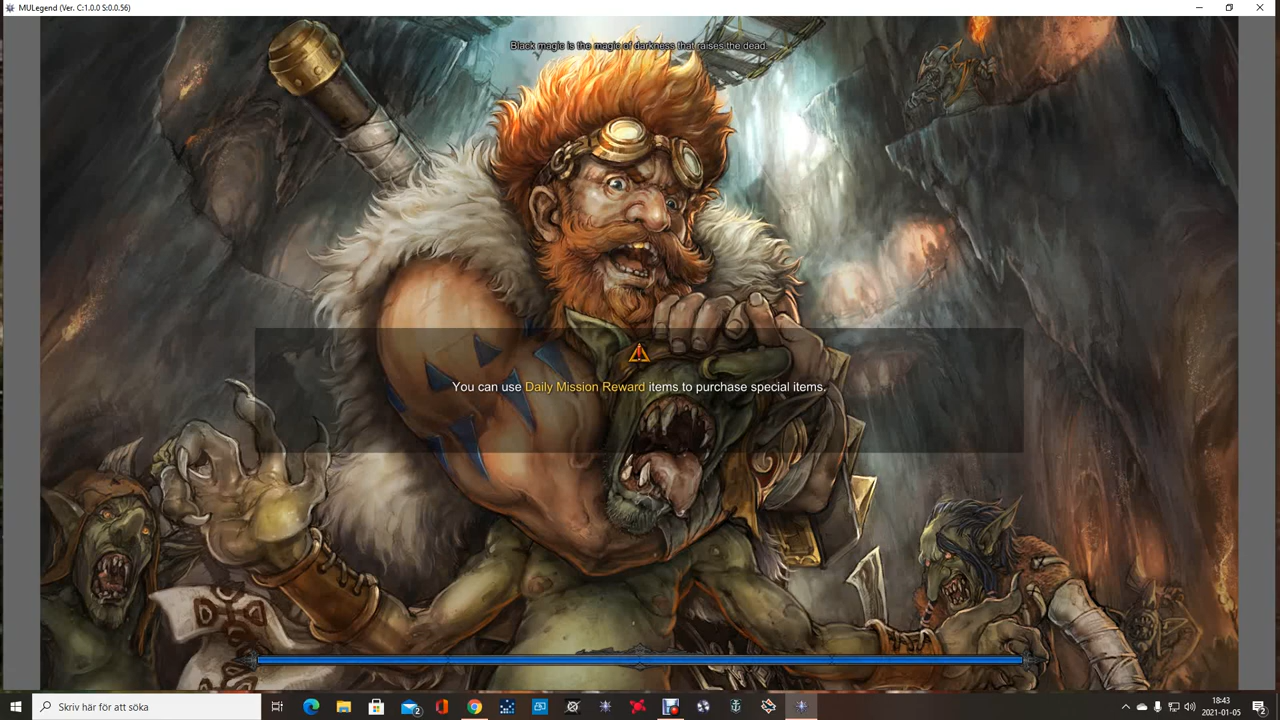 MULegend (Ver. C:1.0.0 S:0.0.56)
Black magic is the magic of darkness that raises the dead.
You can use Daily Mission Reward items to purchase special items.
Skriv här för att söka
2
18:43
2021-01-05
2